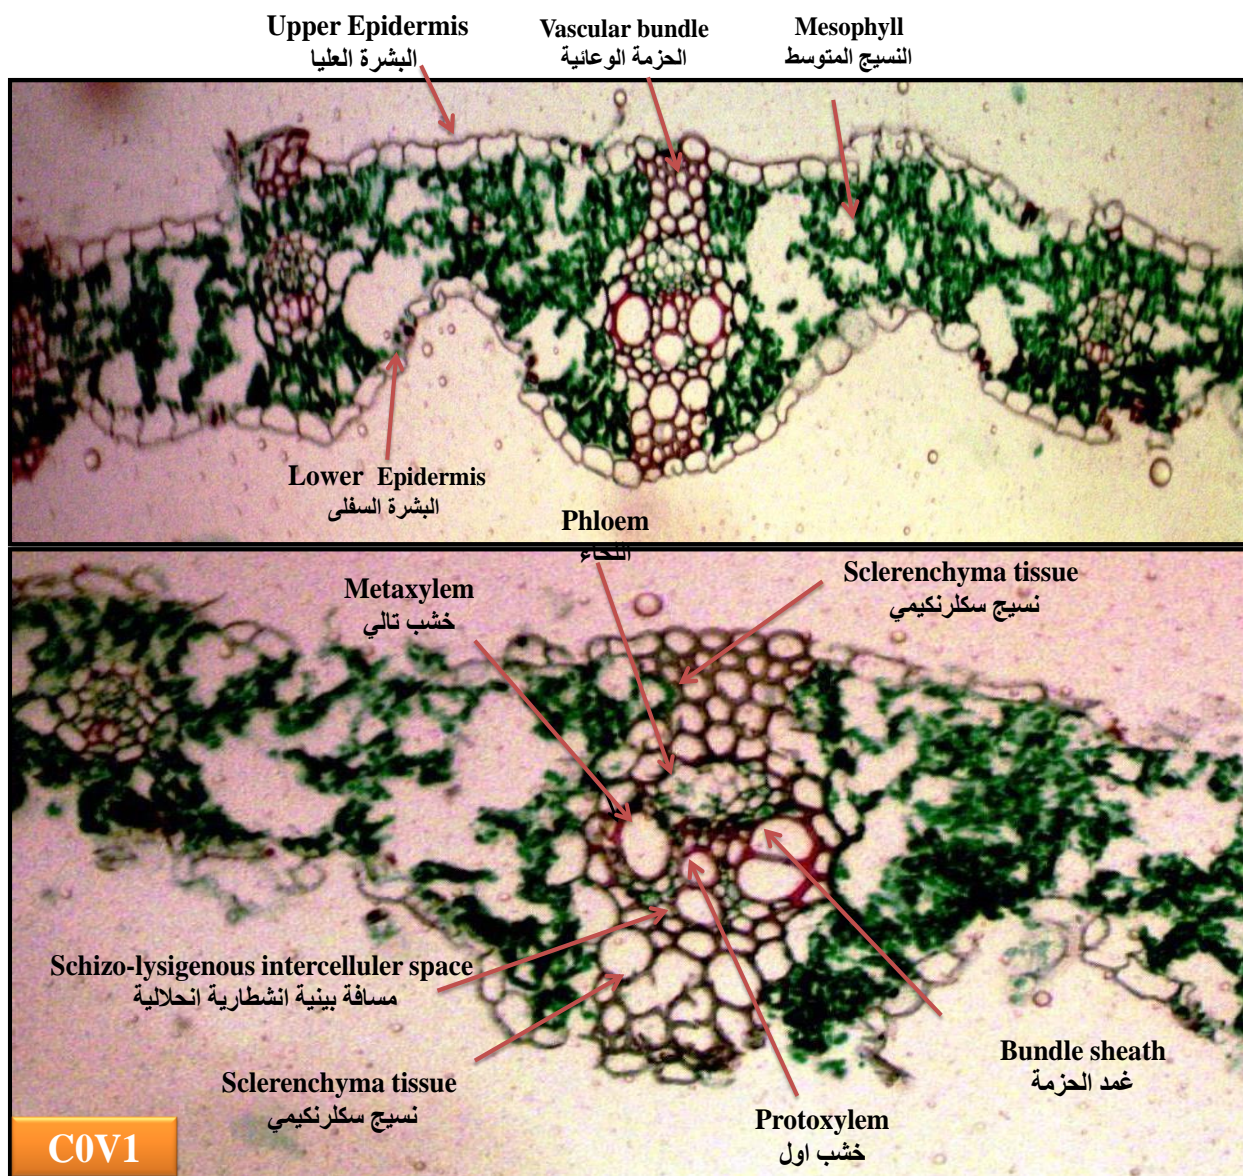 Upper Epidermis
البشرة العليا
Vascular bundle
الحزمة الوعائية
Mesophyll
النسيج المتوسط
Lower Epidermis
البشرة السفلى
Phloem
اللحاء
Metaxylem
خشب تالي
Sclerenchyma tissue
نسيج سكلرنكيمي
Schizo-lysigenous intercelluler space
مسافة بينية انشطارية انحلالية
Sclerenchyma tissue
نسيج سكلرنكيمي
Bundle sheath
غمد الحزمة
Protoxylem
خشب اول
C0V1